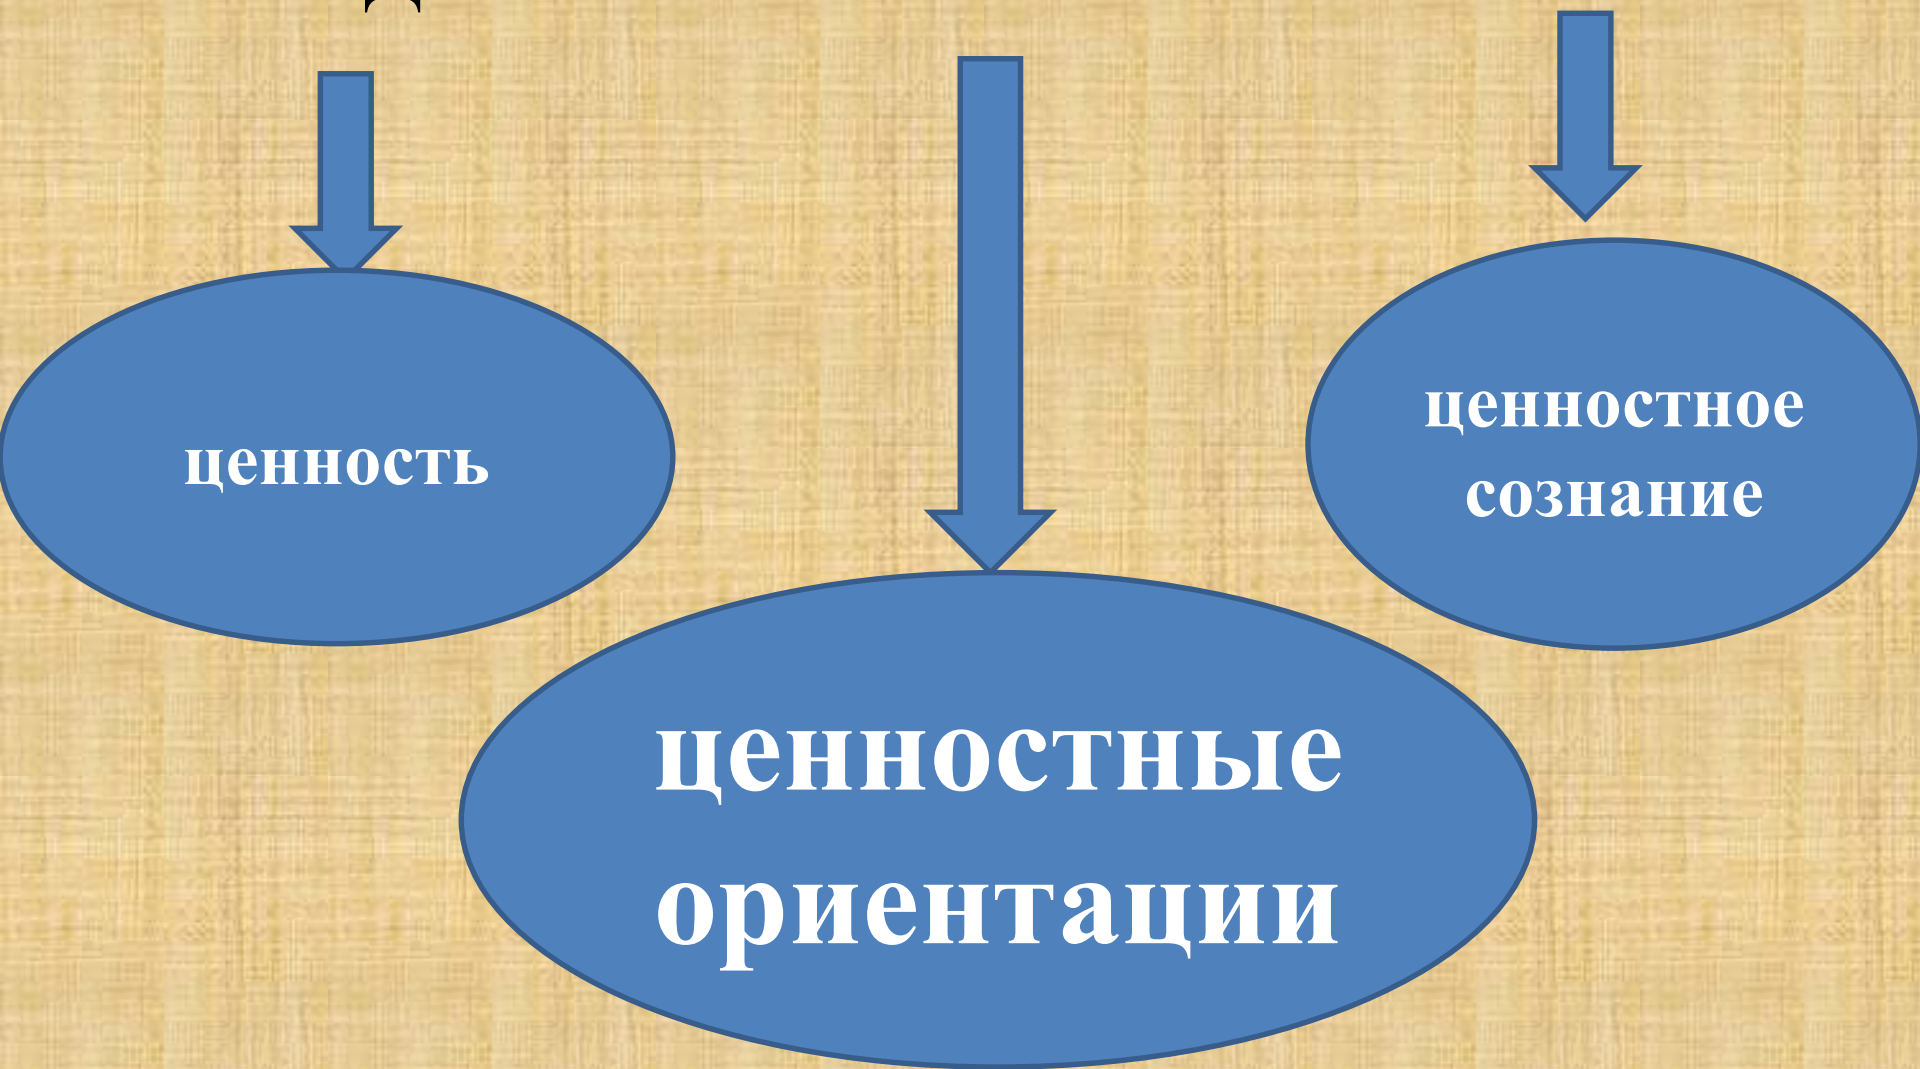 ценность
ценностное
сознание
ценностные
ориентации